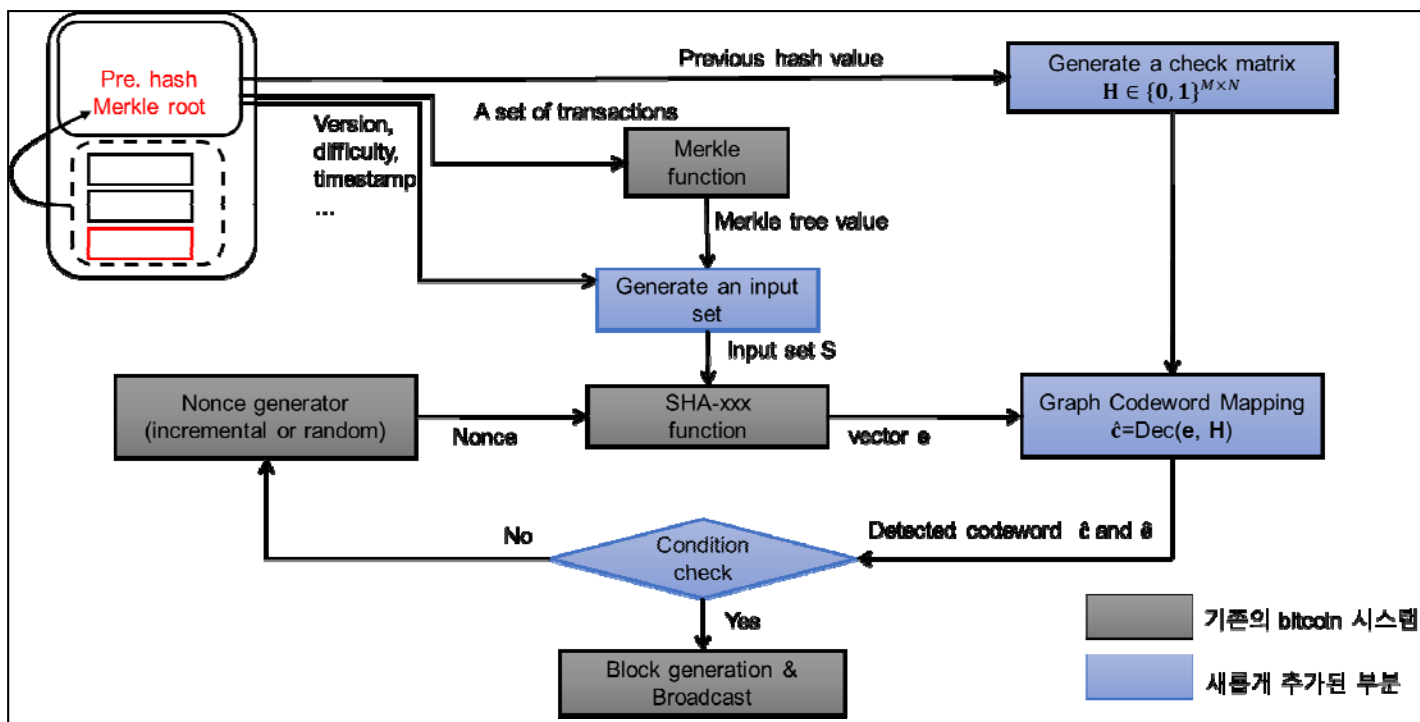 Pre. hash
Merkle root
Previous hash value
Generate a check matrix
H ∈ {0, 1}^{M×N}
A set of transactions
Version,
difficulty,
timestamp
...
Merkle
function
Merkle tree value
Generate an input
set
Input set S
Nonce generator
(incremental or random)
Nonce
SHA-xxx
function
vector e
Graph Codeword Mapping
ĉ=Dec(e, H)
Detected codeword ĉ and ê
No
Condition
check
Yes
Block generation &
Broadcast
기존의 bitcoin 시스템
새롭게 추가된 부분